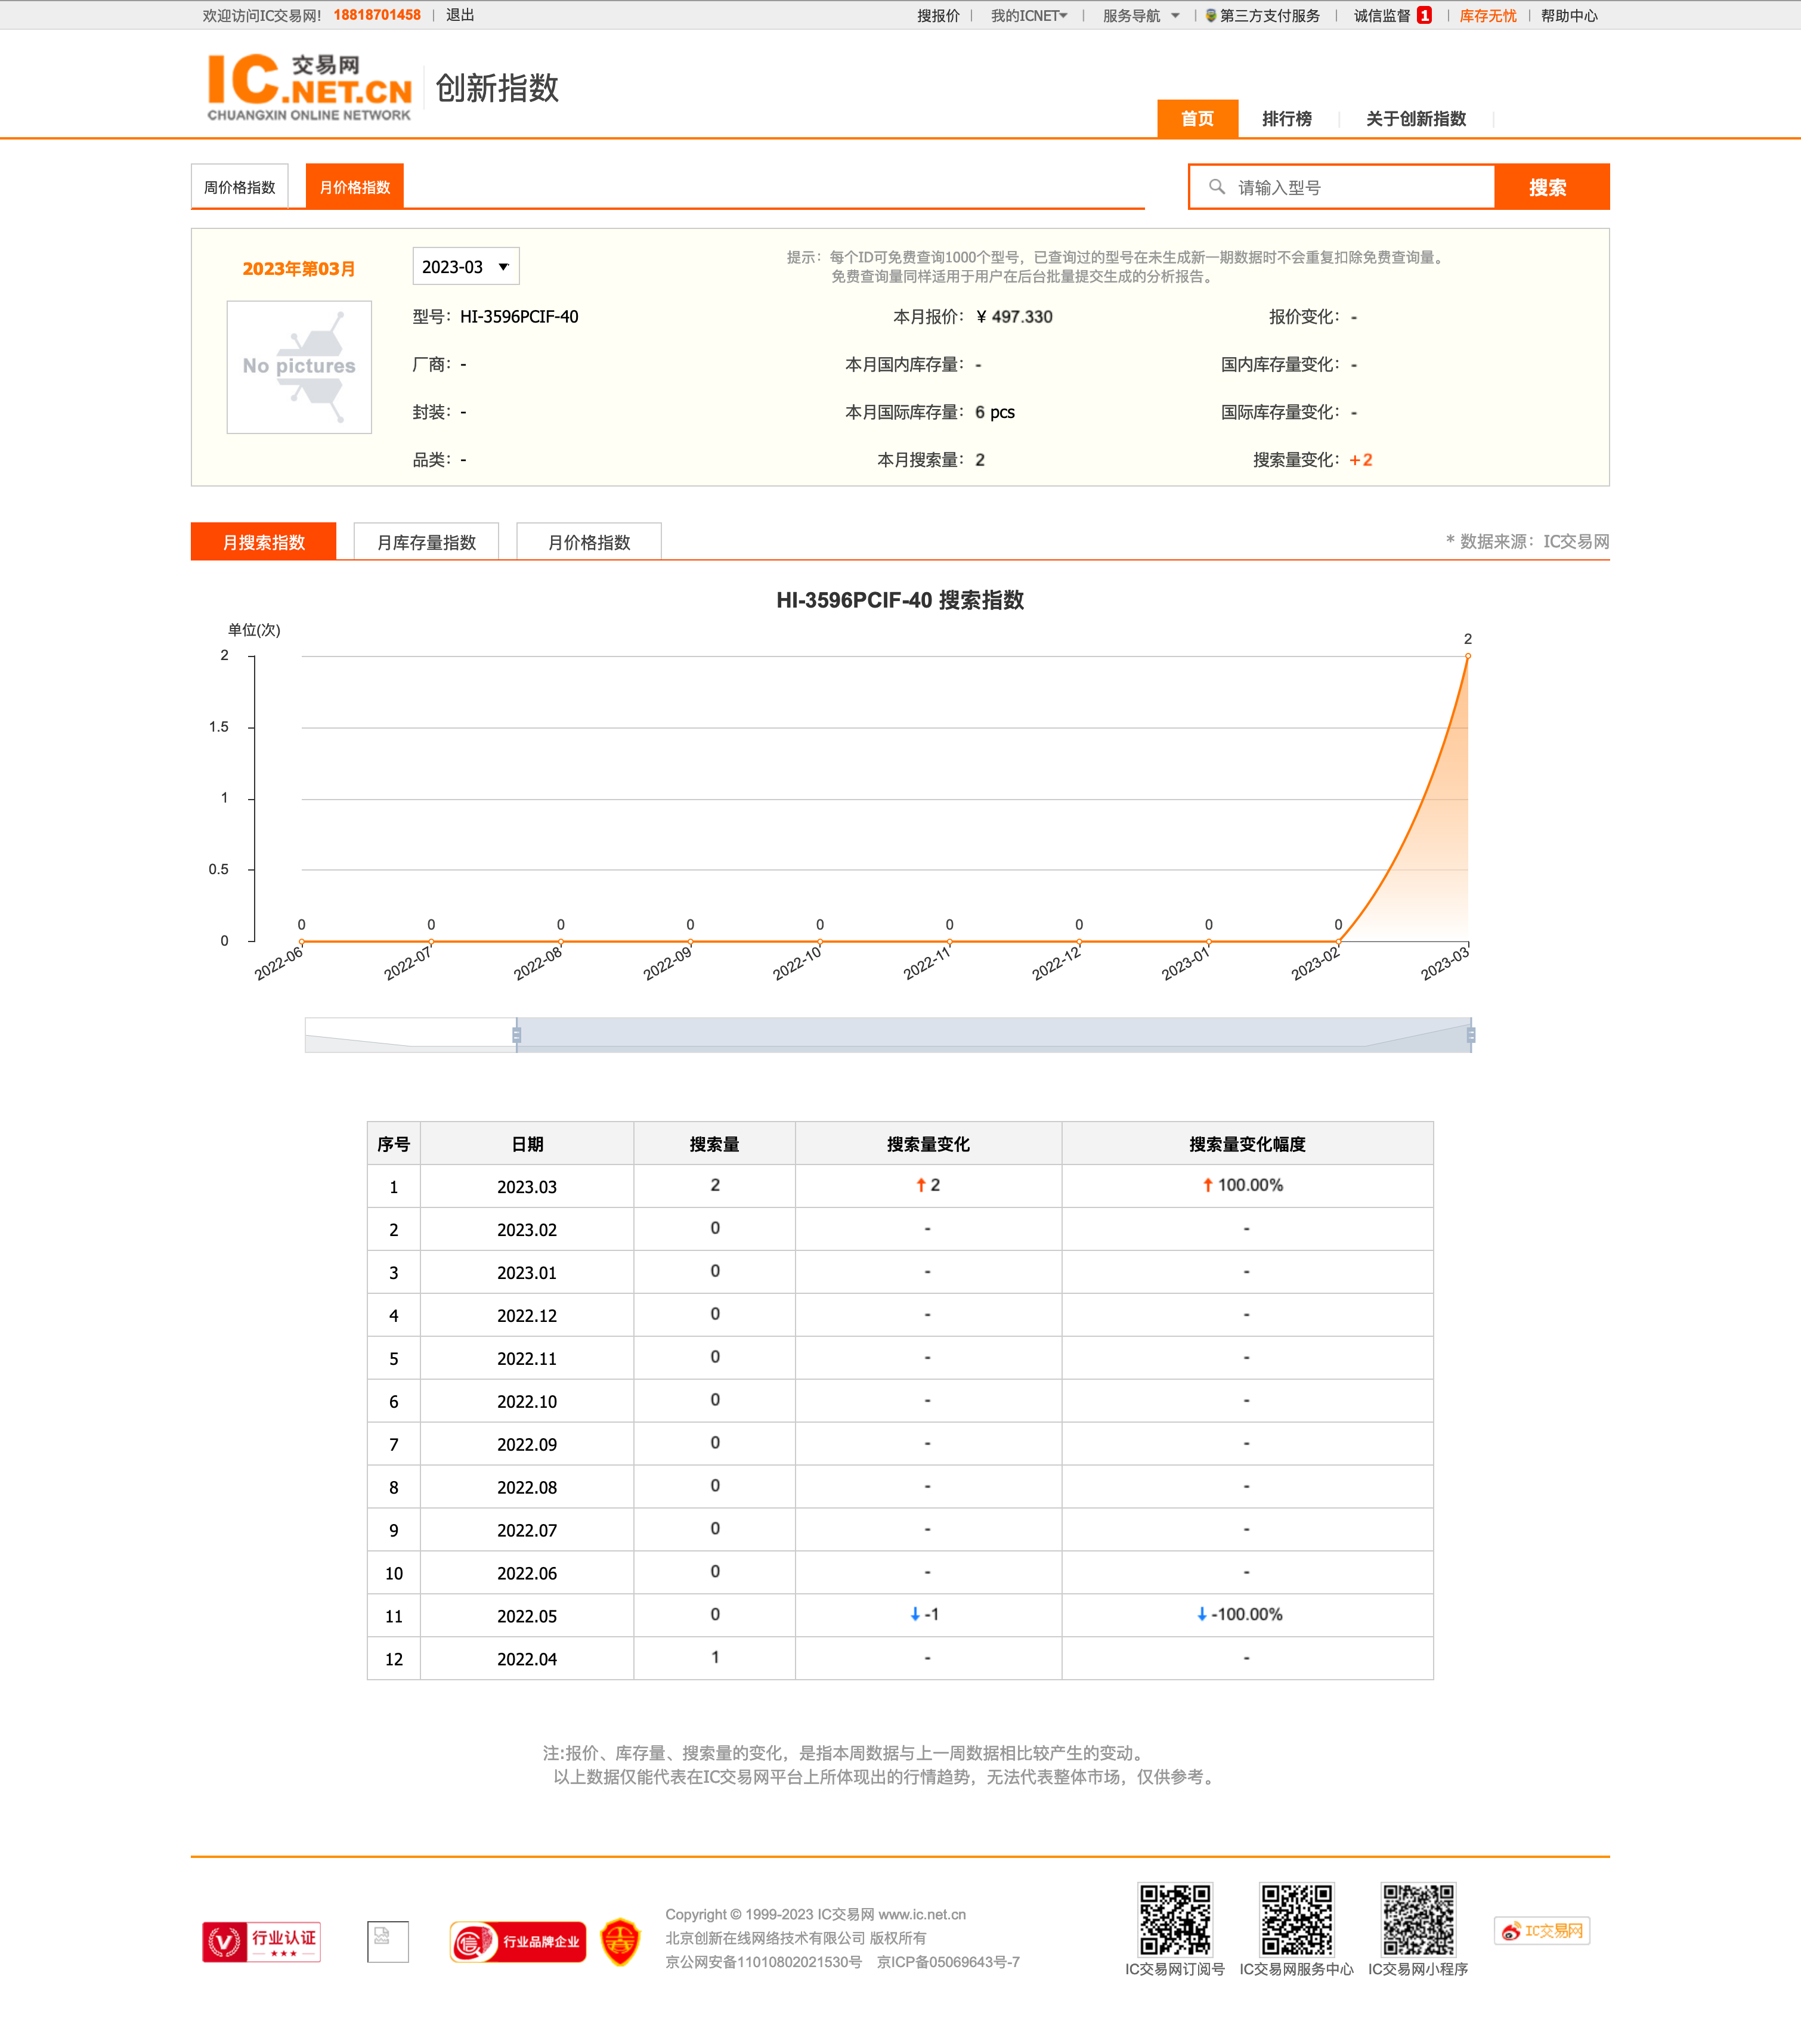 欢迎访问IC交易网! 18818701458 | 退出
搜报价 | 我的ICNET | 服务导航 | 第三方支付服务 | 诚信监督 1 | 库存无忧 | 帮助中心
IC交易网
.NET.CN
CHUANGXIN ONLINE NETWORK
创新指数
首页 排行榜 关于创新指数
周价格指数 月价格指数
请输入型号 搜索
2023年第03月 2023-03
提示：每个ID可免费查询1000个型号，已查询过的型号在未生成新一期数据时不会重复扣除免费查询量。
免费查询量同样适用于用户在后台批量提交生成的分析报告。
No pictures
型号：HI-3596PCIF-40 本月报价：¥ 497.330 报价变化：-
厂商：- 本月国内库存量：- 国内库存量变化：-
封装：- 本月国际库存量：6 pcs 国际库存量变化：-
品类：- 本月搜索量：2 搜索量变化：+2
月搜索指数 月库存量指数 月价格指数 * 数据来源：IC交易网
HI-3596PCIF-40 搜索指数
单位(次)
2
2
1.5
1
0.5
0
0 0 0 0 0 0 0 0 0
2022-06 2022-07 2022-08 2022-09 2022-10 2022-11 2022-12 2023-01 2023-02 2023-03
序号 日期 搜索量 搜索量变化 搜索量变化幅度
1 2023.03 2 ↑2 ↑100.00%
2 2023.02 0 - -
3 2023.01 0 - -
4 2022.12 0 - -
5 2022.11 0 - -
6 2022.10 0 - -
7 2022.09 0 - -
8 2022.08 0 - -
9 2022.07 0 - -
10 2022.06 0 - -
11 2022.05 0 ↓-1 ↓-100.00%
12 2022.04 1 - -
注:报价、库存量、搜索量的变化，是指本周数据与上一周数据相比较产生的变动。
以上数据仅能代表在IC交易网平台上所体现出的行情趋势，无法代表整体市场，仅供参考。
行业认证
信 行业品牌企业
Copyright © 1999-2023 IC交易网 www.ic.net.cn
北京创新在线网络技术有限公司 版权所有
京公网安备11010802021530号 京ICP备05069643号-7
IC交易网订阅号 IC交易网服务中心 IC交易网小程序
IC交易网